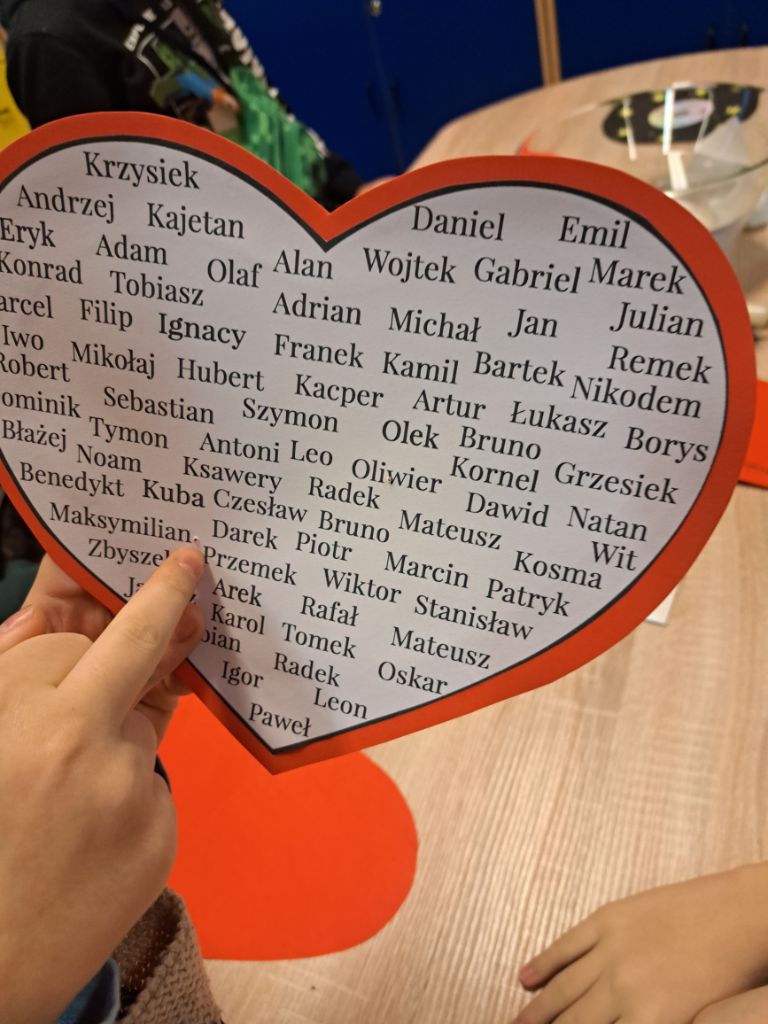 Krzysiek
Andrzej Kajetan Daniel Emil
Eryk Adam Olaf Alan Wojtek Gabriel Marek
Konrad Tobiasz Adrian Michał Jan Julian
arcel Filip Ignacy Franek Kamil Bartek Remek
Iwo Mikołaj Hubert Kacper Artur Łukasz Nikodem
Robert Sebastian Szymon Olek Bruno Borys
ominik Tymon Antoni Leo Oliwier Kornel Grzesiek
Błażej Noam Ksawery Radek Dawid Natan
Benedykt Kuba Czesław Bruno Mateusz Kosma Wit
Maksymilian Darek Piotr Marcin Patryk
Zbyszek Przemek Wiktor Stanisław
Arek Rafał Mateusz
Karol Tomek Oskar
Radek
Igor Leon
Paweł